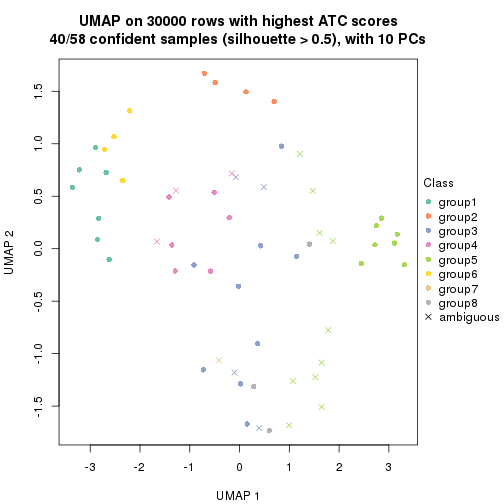 UMAP on 30000 rows with highest ATC scores
40/58 confident samples (silhouette > 0.5), with 10 PCs
UMAP 2
1.5
1.0
0.5
0.0
-0.5
-1.0
-1.5
-3 -2 -1 0 1 2 3
UMAP 1
Class
group1
group2
group3
group4
group5
group6
group7
group8
ambiguous